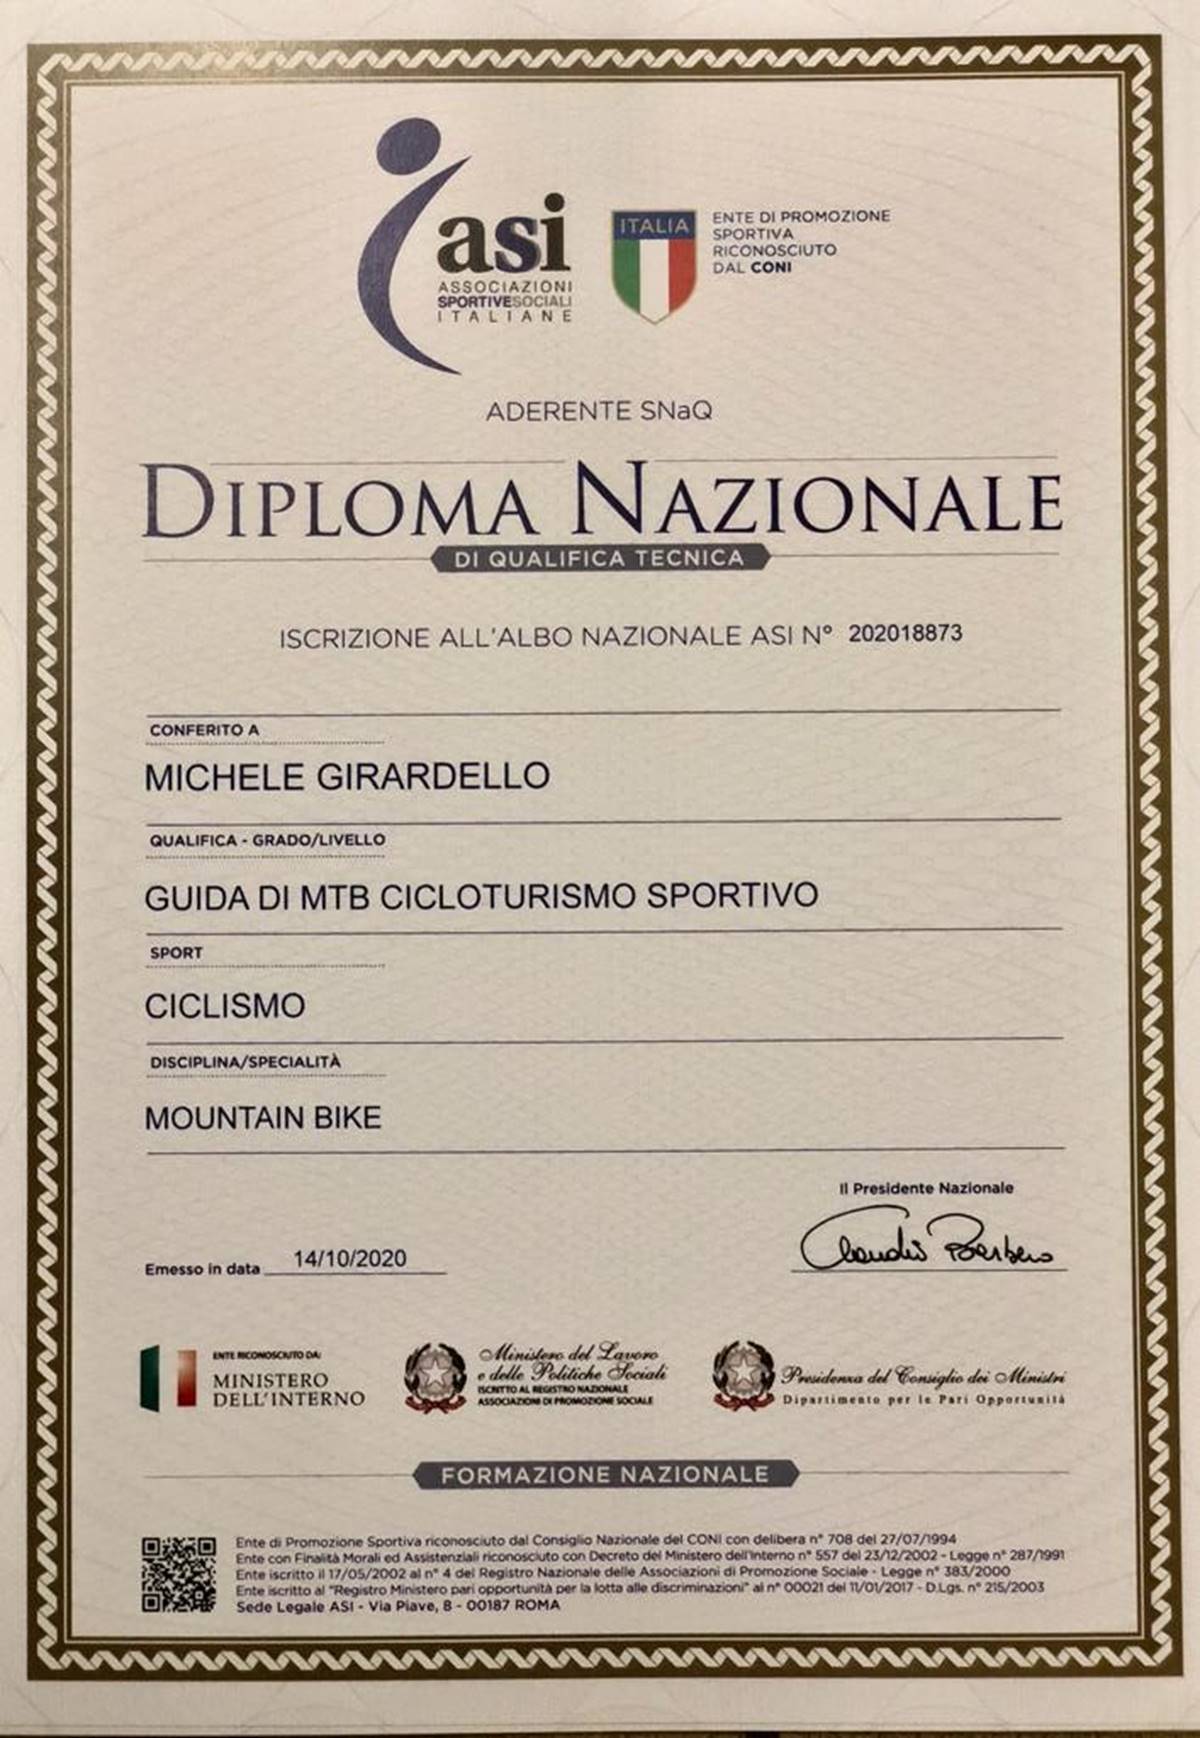 asi
ASSOCIAZIONI
SPORTIVESOCIALI
ITALIANE
ITALIA
ENTE DI PROMOZIONE
SPORTIVA
RICONOSCIUTO
DAL CONI
ADERENTE SNaQ
DIPLOMA NAZIONALE
DI QUALIFICA TECNICA
ISCRIZIONE ALL'ALBO NAZIONALE ASI N° 202018873
CONFERITO A
MICHELE GIRARDELLO
QUALIFICA - GRADO/LIVELLO
GUIDA DI MTB CICLOTURISMO SPORTIVO
SPORT
CICLISMO
DISCIPLINA/SPECIALITÀ
MOUNTAIN BIKE
Il Presidente Nazionale
Claudio Barbaro
Emesso in data 14/10/2020
ENTE RICONOSCIUTO DA:
MINISTERO
DELL'INTERNO
Ministero del Lavoro
e delle Politiche Sociali
ISCRITTO AL REGISTRO NAZIONALE
ASSOCIAZIONI DI PROMOZIONE SOCIALE
Presidenza del Consiglio dei Ministri
Dipartimento per le Pari Opportunità
FORMAZIONE NAZIONALE
Ente di Promozione Sportiva riconosciuto dal Consiglio Nazionale del CONI con delibera n° 708 del 27/07/1994
Ente con Finalità Morali ed Assistenziali riconosciuto con Decreto del Ministero dell'Interno n° 557 del 23/12/2002 - Legge n° 287/1991
Ente iscritto il 17/05/2002 al n° 4 del Registro Nazionale delle Associazioni di Promozione Sociale - Legge n° 383/2000
Ente iscritto al "Registro Ministero pari opportunità per la lotta alle discriminazioni" al n° 00021 del 11/01/2017 - D.Lgs. n° 215/2003
Sede Legale ASI - Via Piave, 8 - 00187 ROMA